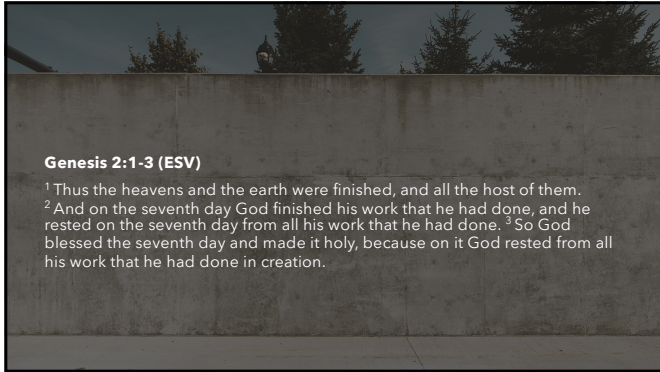 Genesis 2:1-3 (ESV)
1 Thus the heavens and the earth were finished, and all the host of them.
2 And on the seventh day God finished his work that he had done, and he
rested on the seventh day from all his work that he had done. 3 So God
blessed the seventh day and made it holy, because on it God rested from all
his work that he had done in creation.